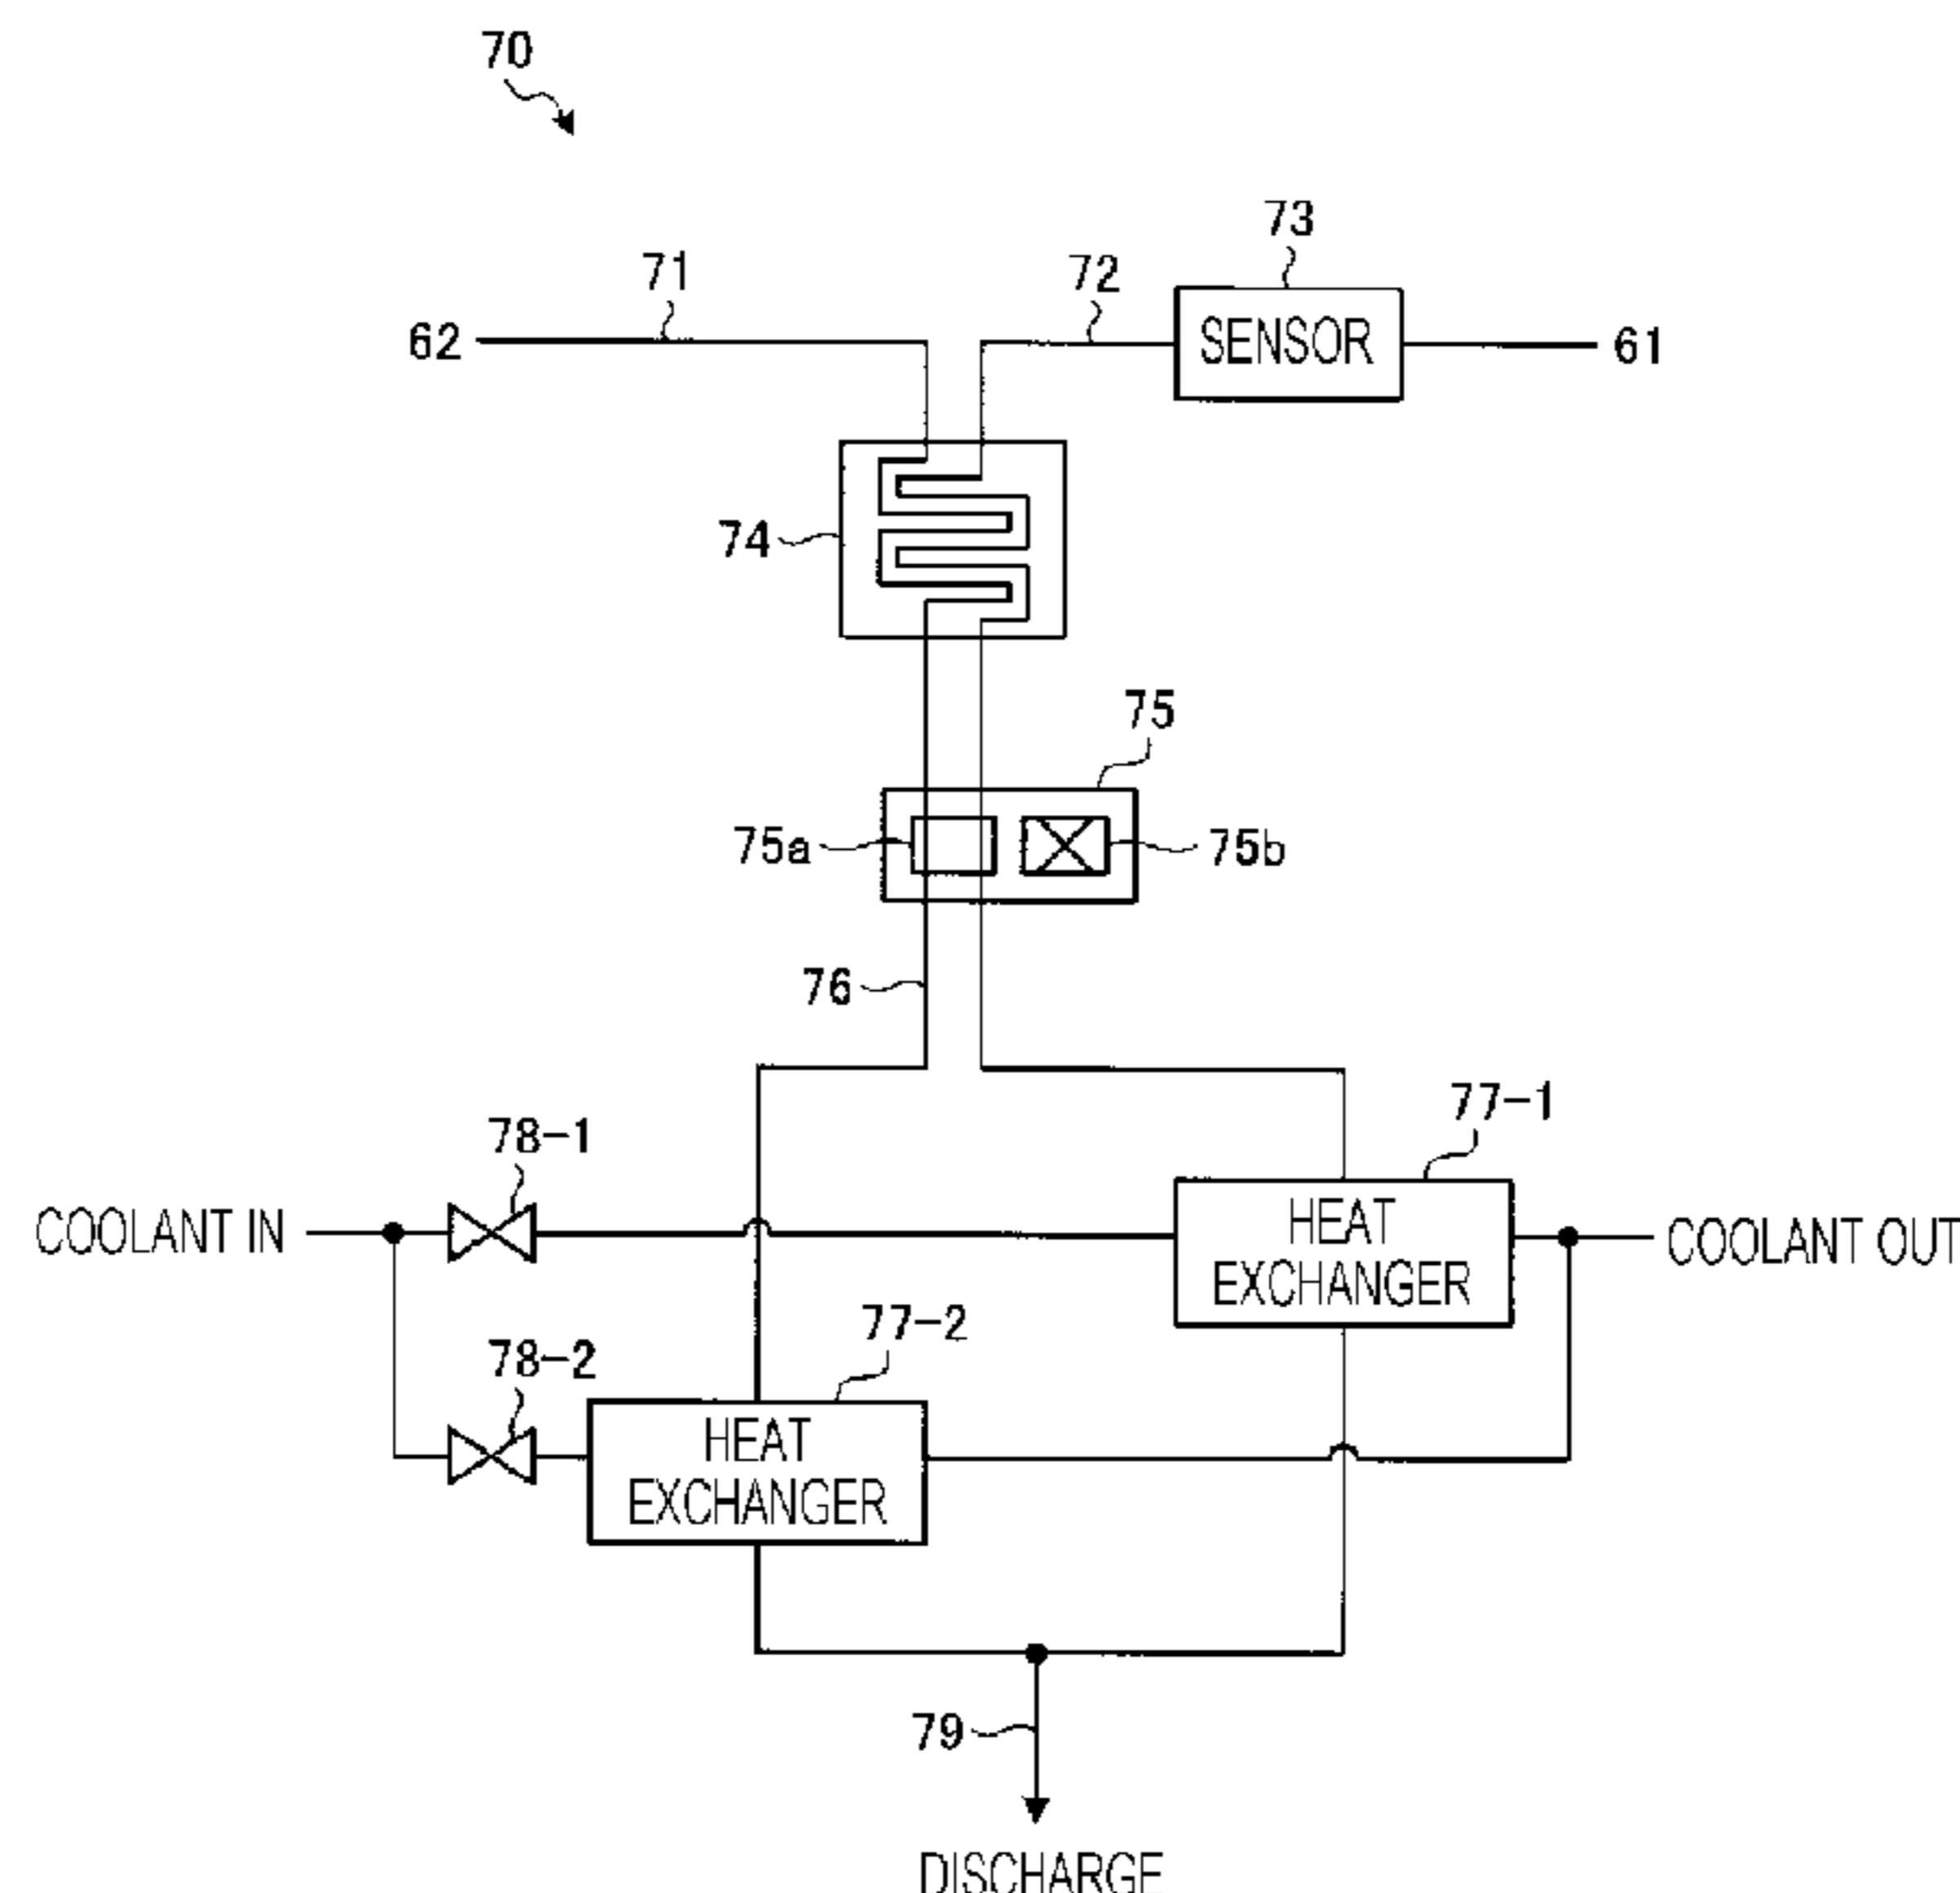 70
73
71
72
62
SENSOR
61
74
75
75a
75b
76
77-1
78-1
COOLANT IN
HEAT
EXCHANGER
COOLANT OUT
77-2
78-2
HEAT
EXCHANGER
79
DISCHARGE